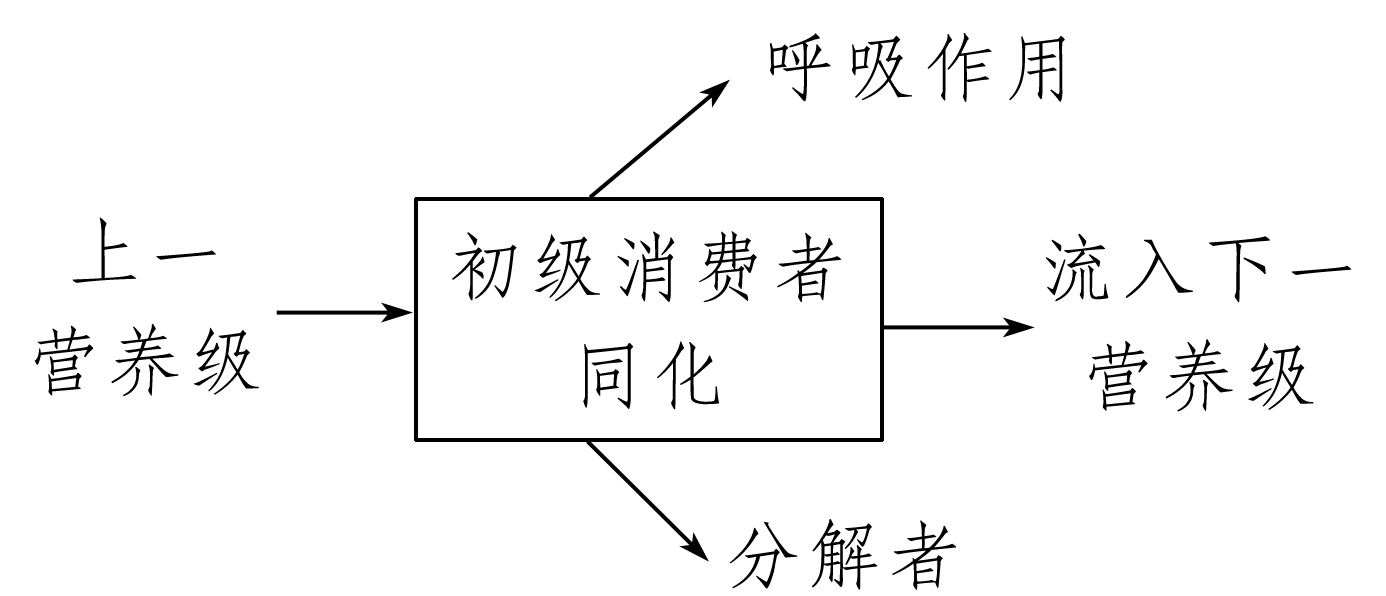 呼吸作用
上一
营养级
初级消费者
同化
流入下一
营养级
分解者